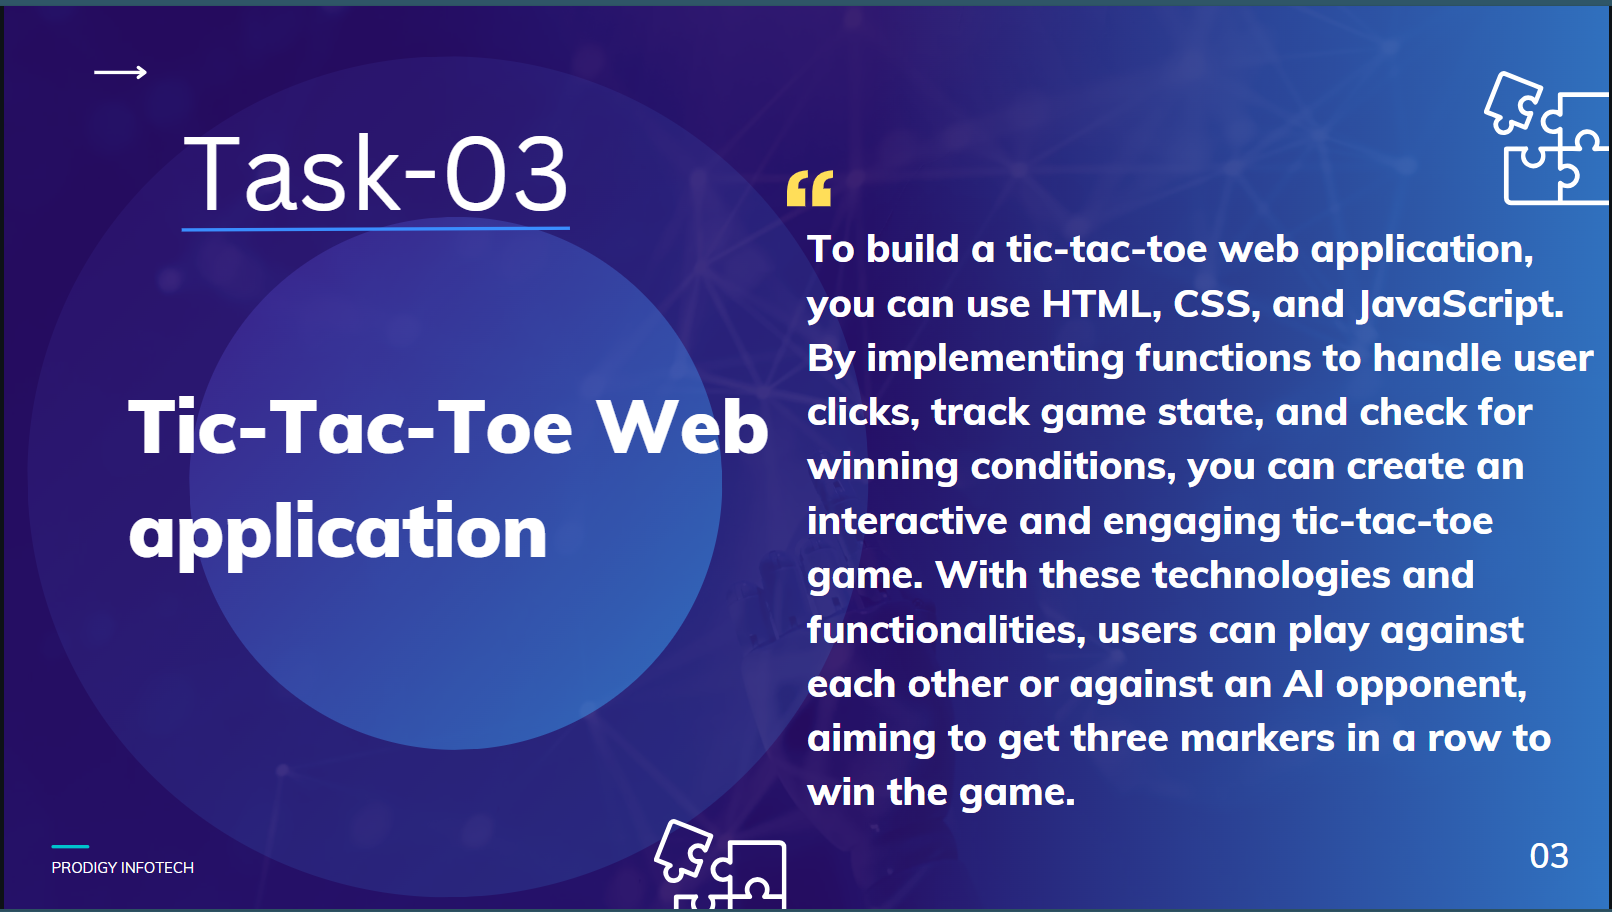 Task-03
Tic-Tac-Toe Web
application
“
To build a tic-tac-toe web application,
you can use HTML, CSS, and JavaScript.
By implementing functions to handle user
clicks, track game state, and check for
winning conditions, you can create an
interactive and engaging tic-tac-toe
game. With these technologies and
functionalities, users can play against
each other or against an AI opponent,
aiming to get three markers in a row to
win the game.
PRODIGY INFOTECH
03